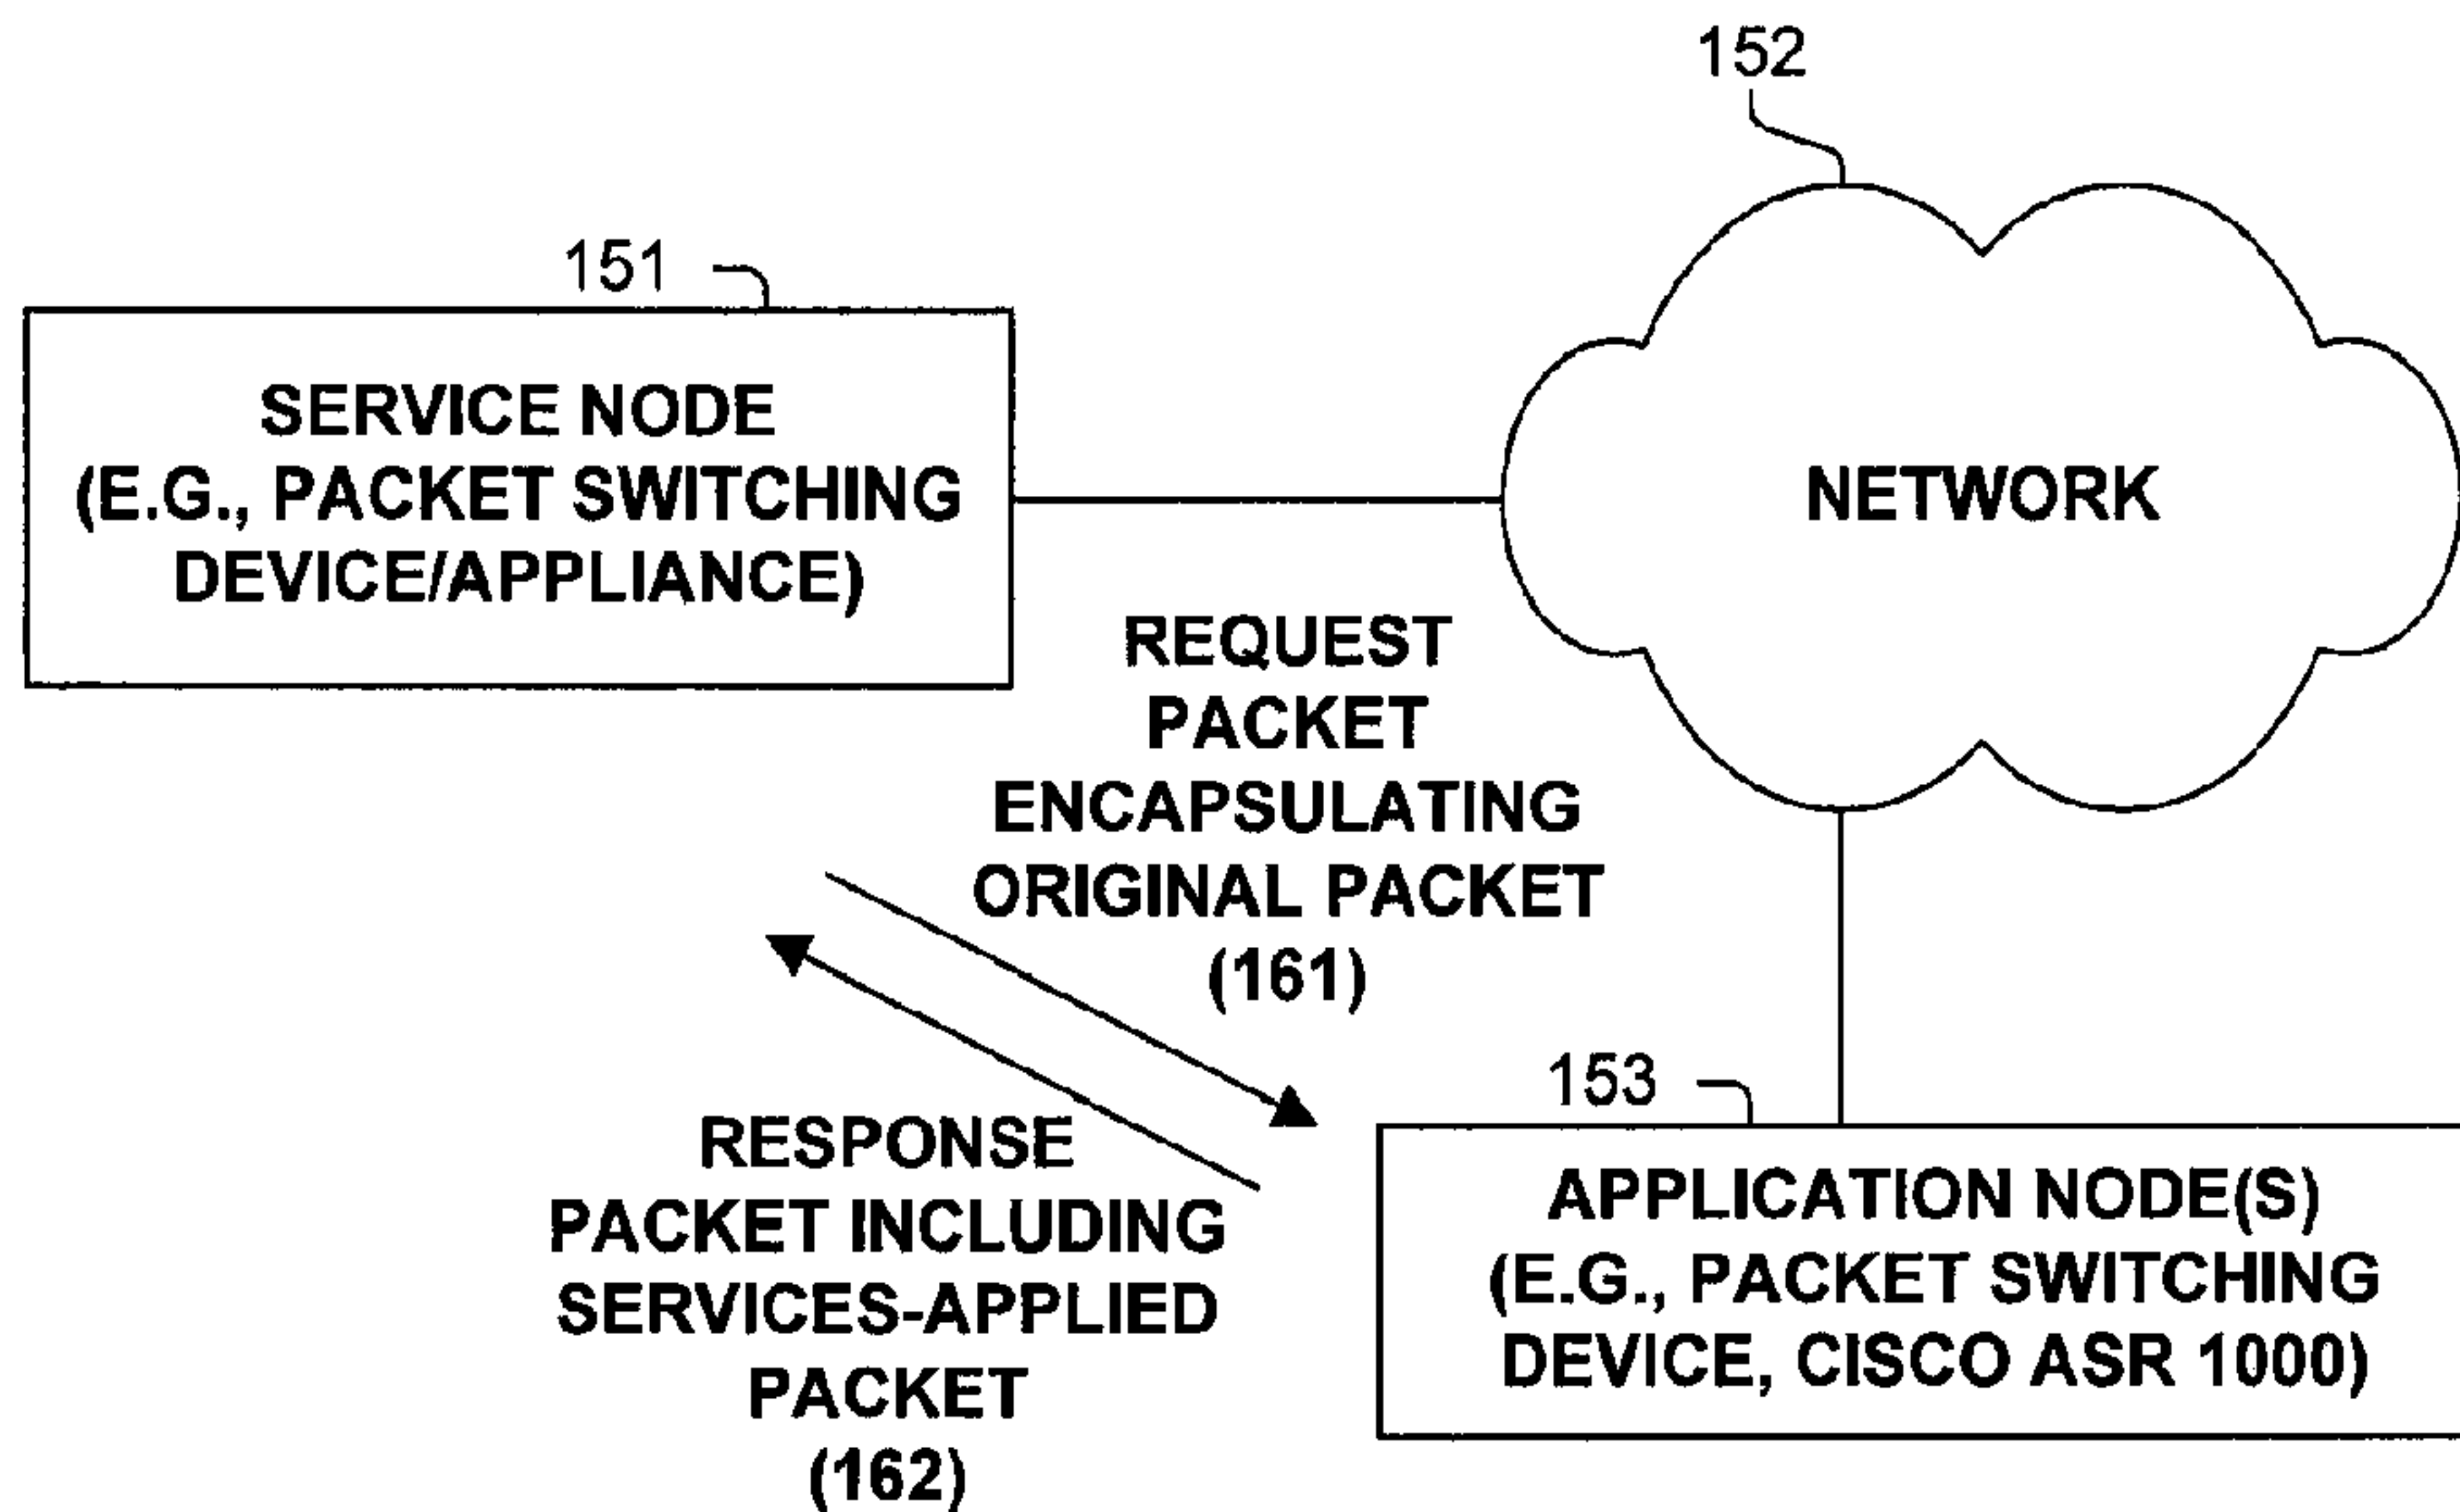 152
151
SERVICE NODE
(E.G., PACKET SWITCHING
DEVICE/APPLIANCE)
NETWORK
REQUEST
PACKET
ENCAPSULATING
ORIGINAL PACKET
(161)
153
RESPONSE
PACKET INCLUDING
SERVICES-APPLIED
PACKET
(162)
APPLICATION NODE(S)
(E.G., PACKET SWITCHING
DEVICE, CISCO ASR 1000)